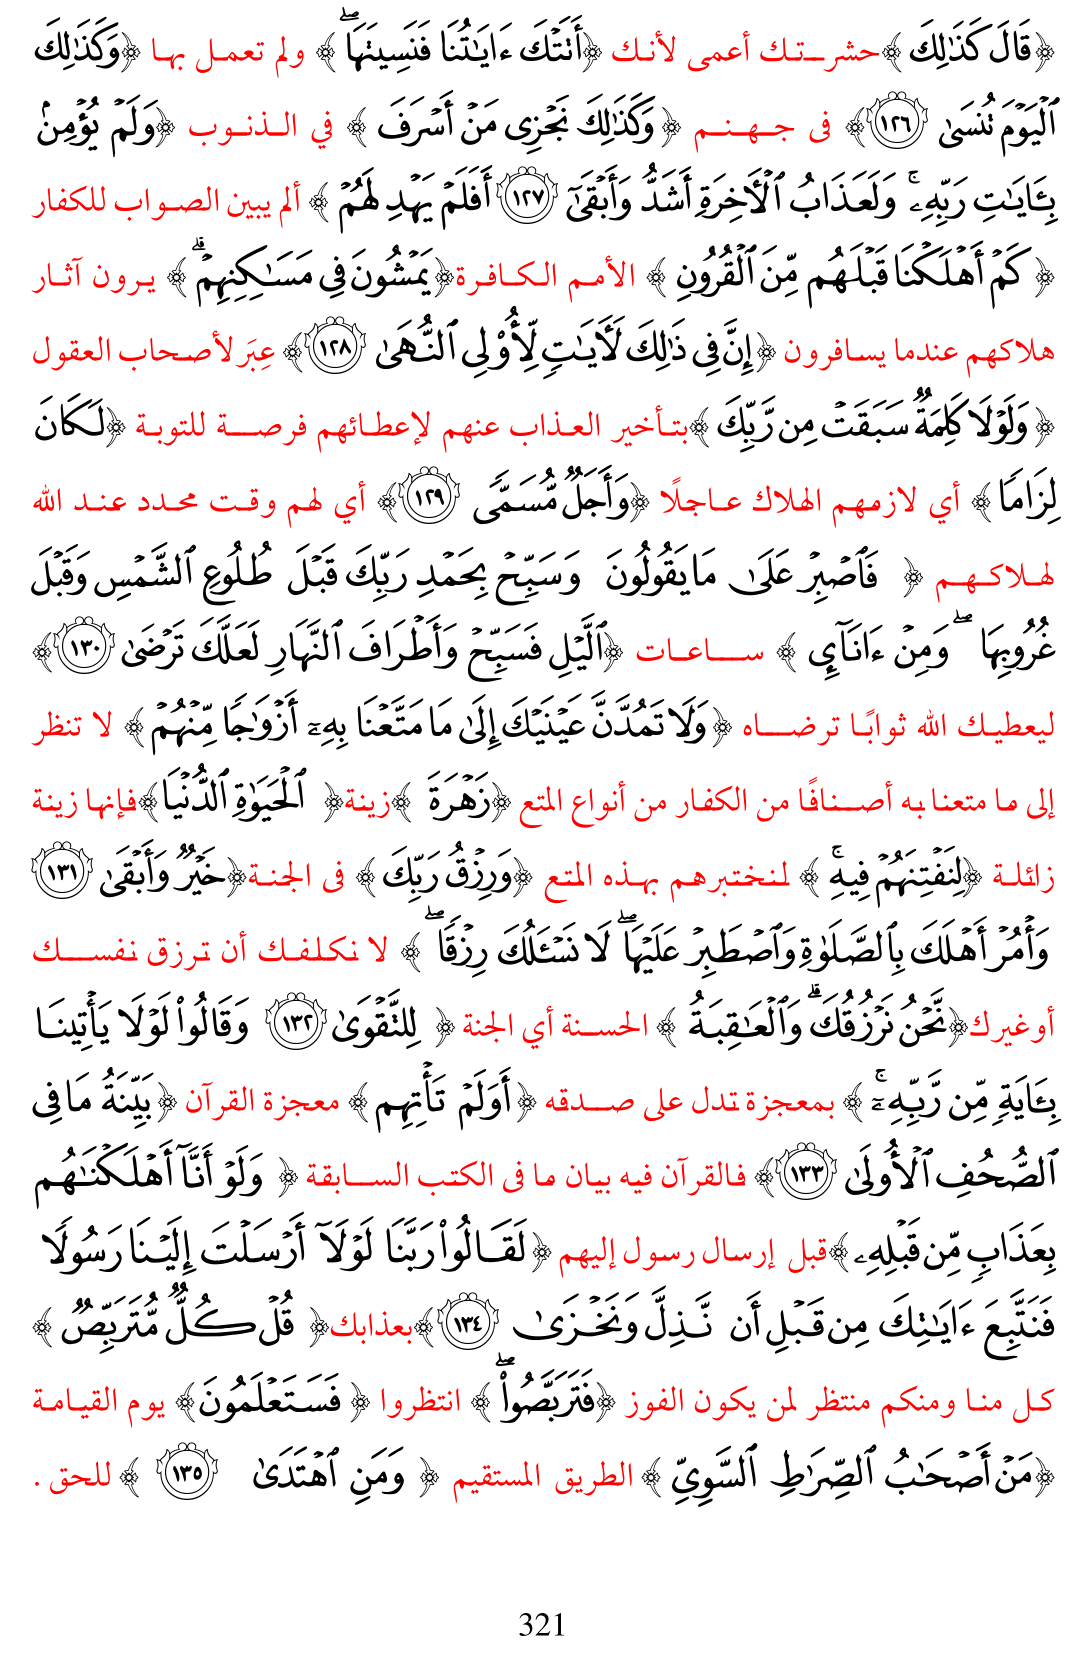 ﴿قَالَ كَذَٰلِكَ ﴾حشرتك أعمى لأنك ﴿أَتَتْكَ ءَايَٰتُنَا فَنَسِيتَهَا ۖ ﴾ ولم تعمل بها ﴿وَكَذَٰلِكَ
ٱلْيَوْمَ تُنسَىٰ ١٢٦﴾ فى جهنم ﴿ وَكَذَٰلِكَ نَجْزِى مَنْ أَسْرَفَ ﴾ في الذنوب ﴿وَلَمْ يُؤْمِنۢ
بِـَٔايَٰتِ رَبِّهِۦ ۚ وَلَعَذَابُ ٱلْأَخِرَةِ أَشَدُّ وَأَبْقَىٰٓ ١٢٧ أَفَلَمْ يَهْدِ لَهُمْ ﴾ ألم يبين الصواب للكفار
﴿ كَمْ أَهْلَكْنَا قَبْلَهُم مِّنَ ٱلْقُرُونِ ﴾ الأمم الكافرة﴿يَمْشُونَ فِى مَسَٰكِنِهِمْ ۗ ﴾ يرون آثار
هلاكهم عندما يسافرون ﴿إِنَّ فِى ذَٰلِكَ لَأَيَٰتٍ لِّأُو۟لِى ٱلنُّهَىٰ ١٢٨﴾ عِبَر لأصحاب العقول
﴿ وَلَوْلَا كَلِمَةٌ سَبَقَتْ مِن رَّبِّكَ ﴾بتأخير العذاب عنهم لإعطائهم فرصة للتوبة ﴿لَكَانَ
لِزَامًا ﴾ أي لازمهم الهلاك عاجلًا ﴿وَأَجَلٌ مُّسَمًّى ١٢٩﴾ أي لهم وقت محدد عند الله
لهلاكهم ﴿ فَٱصْبِرْ عَلَىٰ مَا يَقُولُونَ وَسَبِّحْ بِحَمْدِ رَبِّكَ قَبْلَ طُلُوعِ ٱلشَّمْسِ وَقَبْلَ
غُرُوبِهَا ۖ وَمِنْ ءَانَآئِ ﴾ ساعات ﴿ٱلَّيْلِ فَسَبِّحْ وَأَطْرَافَ ٱلنَّهَارِ لَعَلَّكَ تَرْضَىٰ ١٣٠﴾
ليعطيك الله ثوابًا ترضاه ﴿وَلَا تَمُدَّنَّ عَيْنَيْكَ إِلَىٰ مَا مَتَّعْنَا بِهِۦٓ أَزْوَٰجًا مِّنْهُمْ ﴾ لا تنظر
إلى ما متعنا به أصنافًا من الكفار من أنواع المتع ﴿زَهْرَةَ ﴾زينة﴿ ٱلْحَيَوٰةِ ٱلدُّنْيَا﴾فإنها زينة
زائلة ﴿لِنَفْتِنَهُمْ فِيهِ ۚ ﴾ لنختبرهم بهذه المتع ﴿وَرِزْقُ رَبِّكَ ﴾ فى الجنة﴿خَيْرٌ وَأَبْقَىٰ ١٣١
وَأْمُرْ أَهْلَكَ بِٱلصَّلَوٰةِ وَٱصْطَبِرْ عَلَيْهَا ۖ لَا نَسْـَٔلُكَ رِزْقًا ۖ ﴾ لا نكلفك أن ترزق نفسك
أو غيرك﴿نَّحْنُ نَرْزُقُكَ ۗ وَٱلْعَٰقِبَةُ ﴾ الحسنة أي الجنة ﴿ لِلتَّقْوَىٰ ١٣٢ وَقَالُوا۟ لَوْلَا يَأْتِينَا
بِـَٔايَةٍ مِّن رَّبِّهِۦٓ ۚ ﴾ بمعجزة تدل على صدقه ﴿أَوَلَمْ تَأْتِهِم ﴾ معجزة القرآن ﴿بَيِّنَةُ مَا فِى
ٱلصُّحُفِ ٱلْأُولَىٰ ١٣٣﴾ فالقرآن فيه بيان ما فى الكتب السابقة ﴿ وَلَوْ أَنَّآ أَهْلَكْنَٰهُم
بِعَذَابٍ مِّن قَبْلِهِۦ ﴾قبل إرسال رسول إليهم ﴿لَقَالُوا۟ رَبَّنَا لَوْلَآ أَرْسَلْتَ إِلَيْنَا رَسُولًا
فَنَتَّبِعَ ءَايَٰتِكَ مِن قَبْلِ أَن نَّذِلَّ وَنَخْزَىٰ ١٣٤﴾بعذابك﴿ قُلْ كُلٌّ مُّتَرَبِّصٌ ﴾
كل منا ومنكم منتظر لمن يكون الفوز ﴿فَتَرَبَّصُوا۟ ۖ ﴾ انتظروا ﴿ فَسَتَعْلَمُونَ﴾ يوم القيامة
﴿مَنْ أَصْحَٰبُ ٱلصِّرَٰطِ ٱلسَّوِىِّ ﴾ الطريق المستقيم ﴿ وَمَنِ ٱهْتَدَىٰ ١٣٥ ﴾ للحق .
321